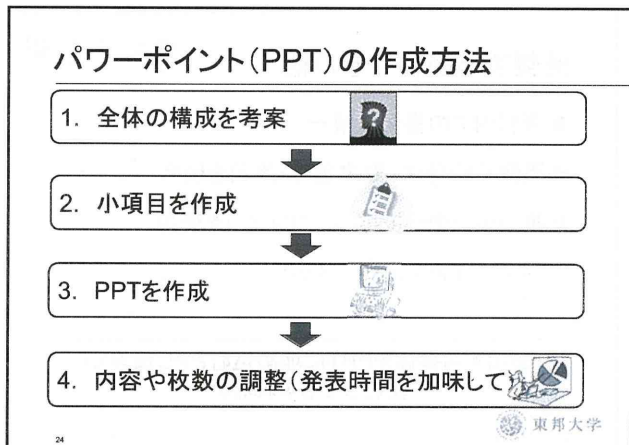 パワーポイント(PPT)の作成方法
1. 全体の構成を考案
?
2. 小項目を作成
3. PPTを作成
4. 内容や枚数の調整(発表時間を加味して)
東邦大学
24